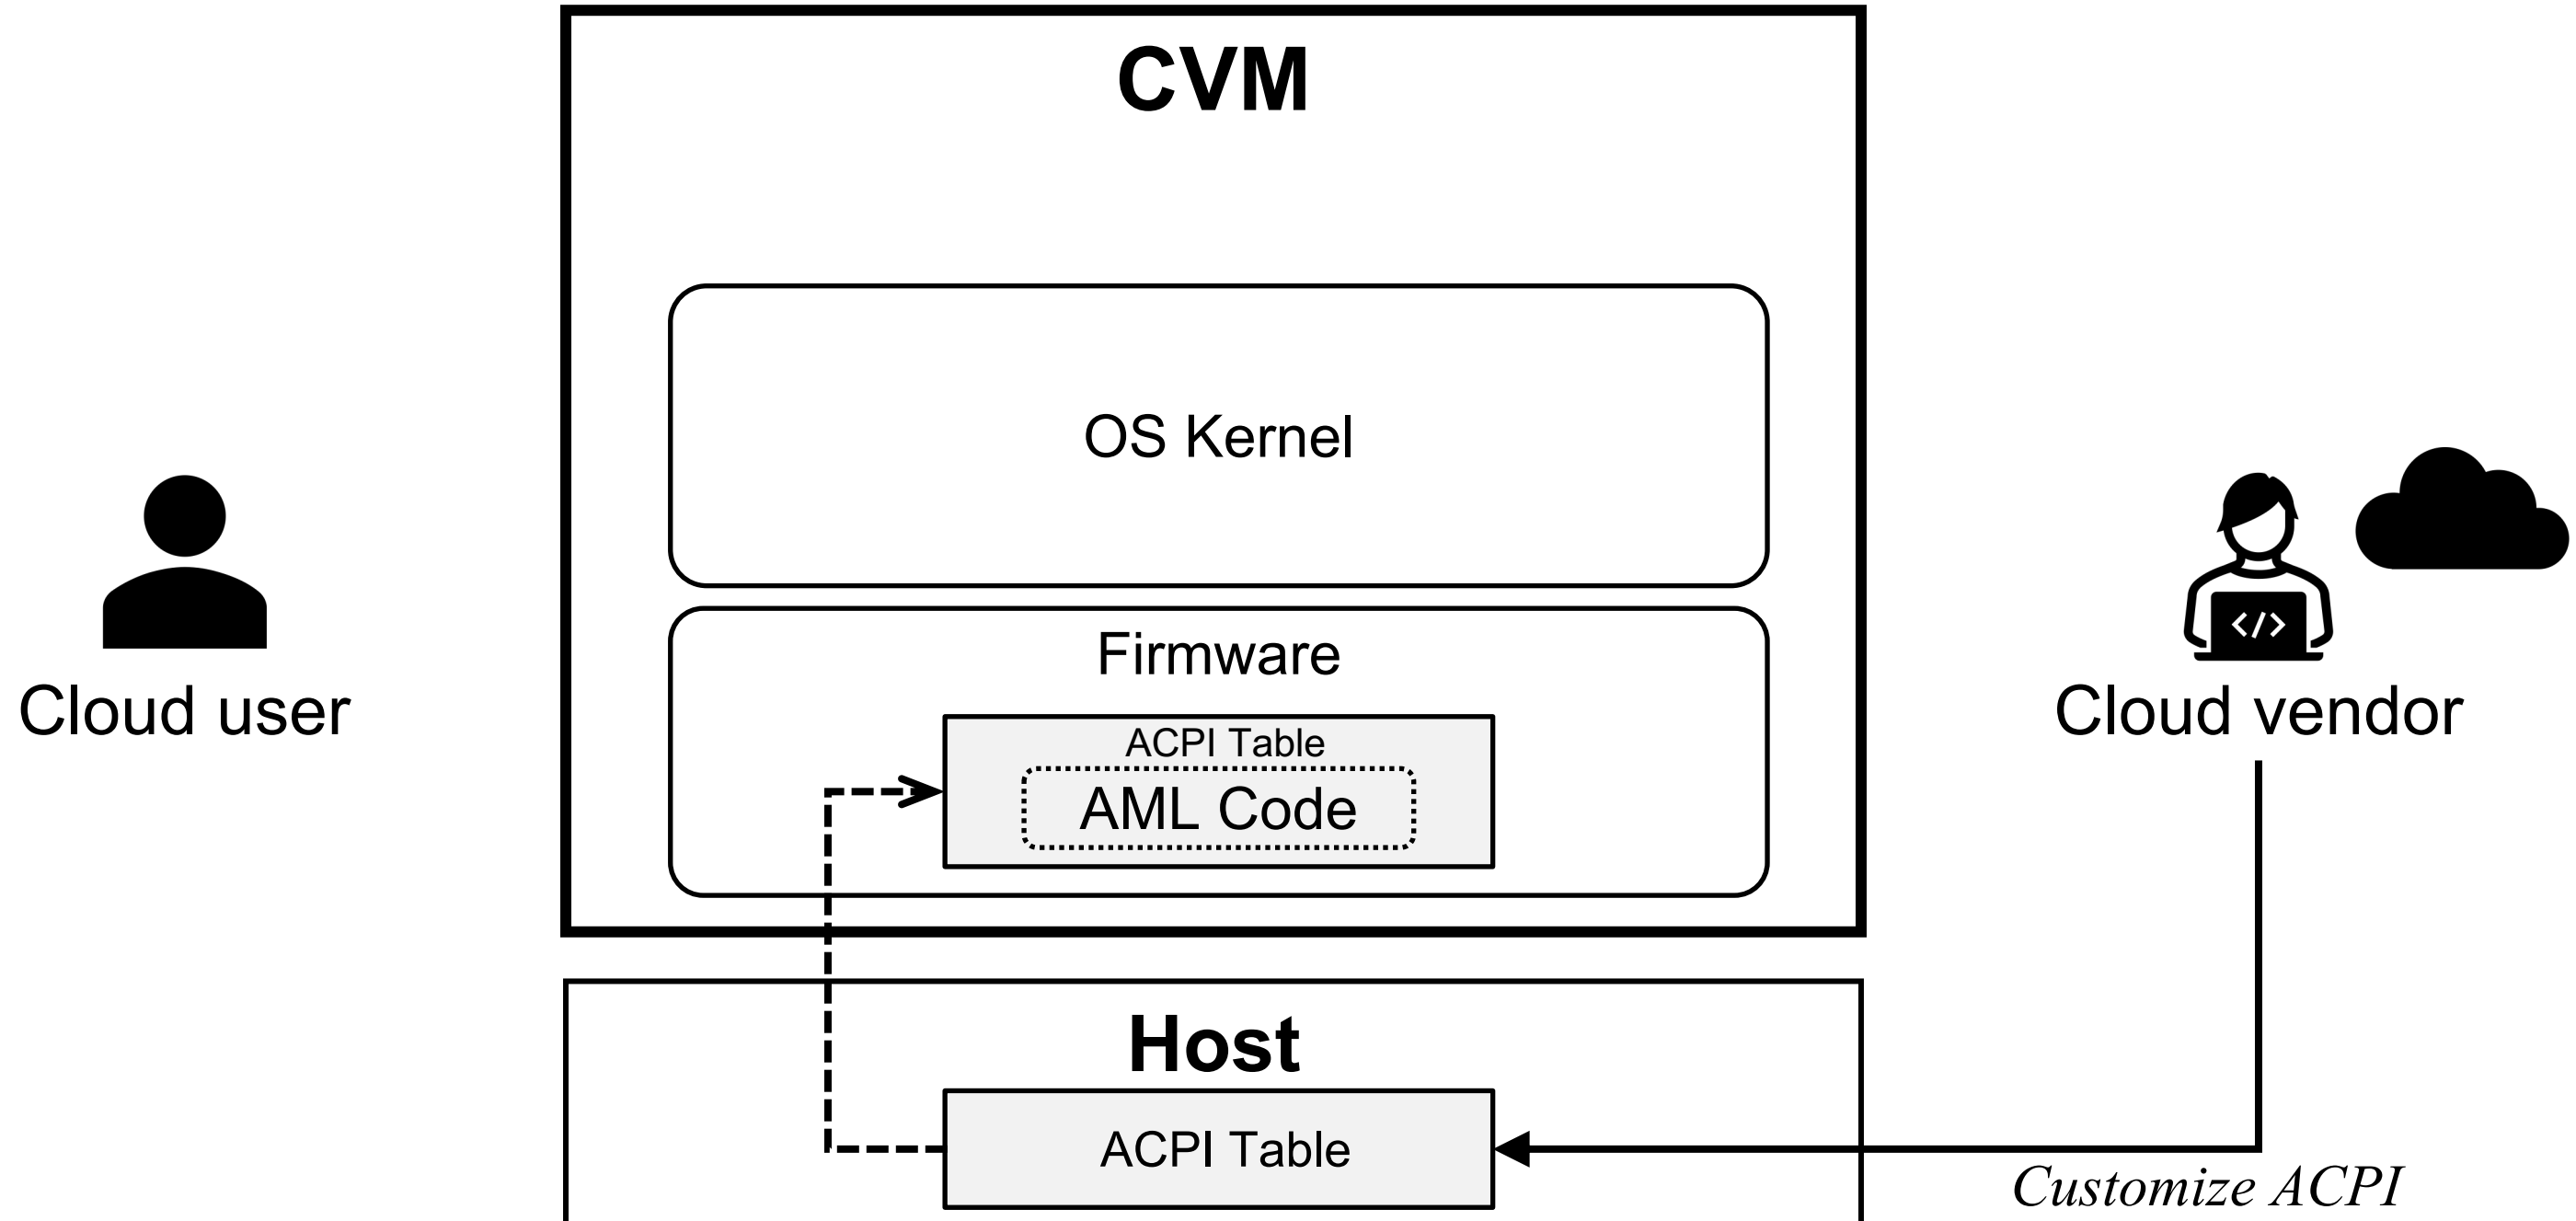 CVM
OS Kernel
Firmware
ACPI Table
AML Code
Cloud user
</>
Cloud vendor
Host
ACPI Table
Customize ACPI